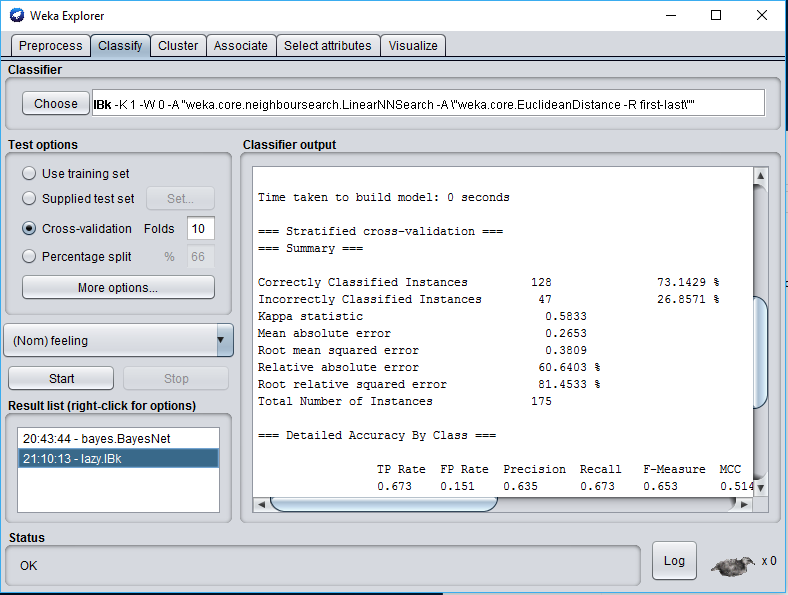 Weka Explorer
Preprocess Classify Cluster Associate Select attributes Visualize
Classifier
Choose IBk -K 1 -W 0 -A "weka.core.neighboursearch.LinearNNSearch -A \"weka.core.EuclideanDistance -R first-last\""
Test options
Use training set
Supplied test set Set...
Cross-validation Folds 10
Percentage split % 66
More options...
(Nom) feeling
Start Stop
Result list (right-click for options)
20:43:44 - bayes.BayesNet
21:10:13 - lazy.IBk
Classifier output
Time taken to build model: 0 seconds
=== Stratified cross-validation ===
=== Summary ===
Correctly Classified Instances 128 73.1429 %
Incorrectly Classified Instances 47 26.8571 %
Kappa statistic 0.5833
Mean absolute error 0.2653
Root mean squared error 0.3809
Relative absolute error 60.6403 %
Root relative squared error 81.4533 %
Total Number of Instances 175
=== Detailed Accuracy By Class ===
TP Rate FP Rate Precision Recall F-Measure MCC
0.673 0.151 0.635 0.673 0.653 0.514
Status
OK
Log x 0